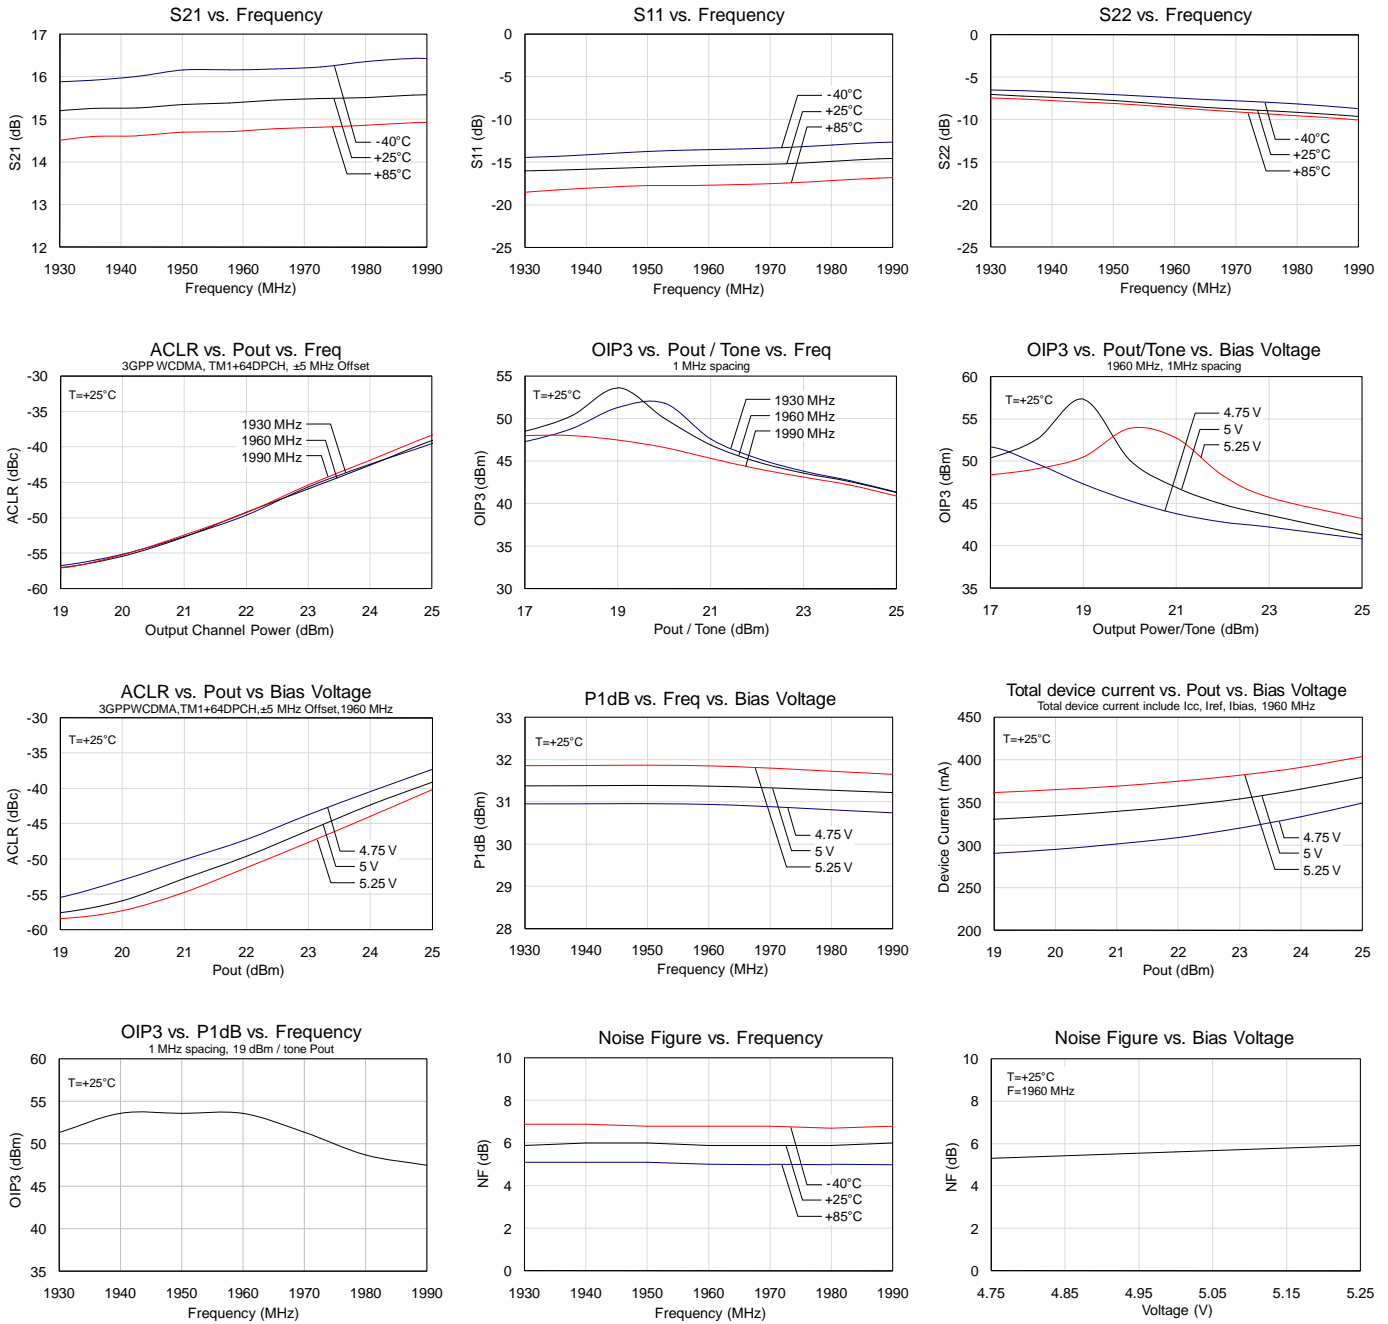 S21 vs. Frequency
17
16
15
14
13
12
S21 (dB)
-40°C
+25°C
+85°C
1930 1940 1950 1960 1970 1980 1990
Frequency (MHz)
S11 vs. Frequency
0
-5
-10
-15
-20
-25
S11 (dB)
-40°C
+25°C
+85°C
1930 1940 1950 1960 1970 1980 1990
Frequency (MHz)
S22 vs. Frequency
0
-5
-10
-15
-20
-25
S22 (dB)
-40°C
+25°C
+85°C
1930 1940 1950 1960 1970 1980 1990
Frequency (MHz)
ACLR vs. Pout vs. Freq
3GPP WCDMA, TM1+64DPCH, ±5 MHz Offset
-30
-35
-40
-45
-50
-55
-60
ACLR (dBc)
T=+25°C
1930 MHz
1960 MHz
1990 MHz
19 20 21 22 23 24 25
Output Channel Power (dBm)
OIP3 vs. Pout / Tone vs. Freq
1 MHz spacing
55
50
45
40
35
30
OIP3 (dBm)
T=+25°C
1930 MHz
1960 MHz
1990 MHz
17 19 21 23 25
Pout / Tone (dBm)
OIP3 vs. Pout/Tone vs. Bias Voltage
1960 MHz, 1MHz spacing
60
55
50
45
40
35
OIP3 (dBm)
T=+25°C
4.75 V
5 V
5.25 V
17 19 21 23 25
Output Power/Tone (dBm)
ACLR vs. Pout vs Bias Voltage
3GPPWCDMA,TM1+64DPCH,±5 MHz Offset,1960 MHz
-30
-35
-40
-45
-50
-55
-60
ACLR (dBc)
T=+25°C
4.75 V
5 V
5.25 V
19 20 21 22 23 24 25
Pout (dBm)
P1dB vs. Freq vs. Bias Voltage
33
32
31
30
29
28
P1dB (dBm)
T=+25°C
4.75 V
5 V
5.25 V
1930 1940 1950 1960 1970 1980 1990
Frequency (MHz)
Total device current vs. Pout vs. Bias Voltage
Total device current include Icc, Iref, Ibias, 1960 MHz
450
400
350
300
250
200
Device Current (mA)
T=+25°C
4.75 V
5 V
5.25 V
19 20 21 22 23 24 25
Pout (dBm)
OIP3 vs. P1dB vs. Frequency
1 MHz spacing, 19 dBm / tone Pout
60
55
50
45
40
35
OIP3 (dBm)
T=+25°C
1930 1940 1950 1960 1970 1980 1990
Frequency (MHz)
Noise Figure vs. Frequency
10
8
6
4
2
0
NF (dB)
-40°C
+25°C
+85°C
1930 1940 1950 1960 1970 1980 1990
Frequency (MHz)
Noise Figure vs. Bias Voltage
10
8
6
4
2
0
NF (dB)
T=+25°C
F=1960 MHz
4.75 4.85 4.95 5.05 5.15 5.25
Voltage (V)